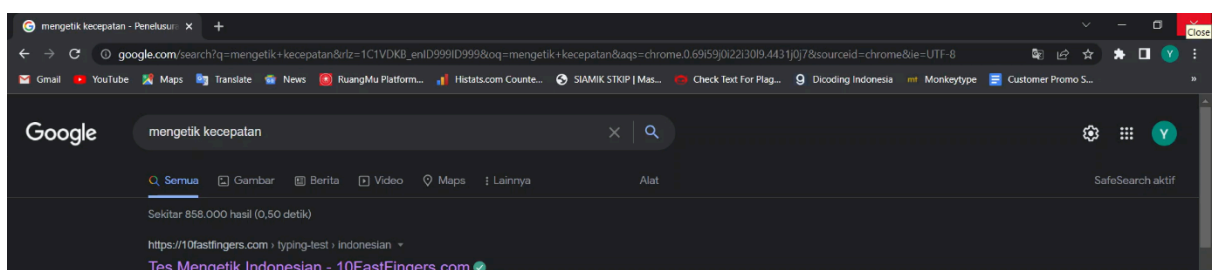 mengetik kecepatan - Penelusur
Close
google.com/search?q=mengetik+kecepatan&rlz=1C1VDKB_enID999ID999&oq=mengetik+kecepatan&aqs=chrome.0.69i59j0i22i30l9.4431j0j7&sourceid=chrome&ie=UTF-8
Gmail YouTube Maps Translate News RuangMu Platform... Histats.com Counte... SIAMIK STKIP | Mas... Check Text For Plag... Dicoding Indonesia mt Monkeytype Customer Promo S... »
Google mengetik kecepatan Y
Semua Gambar Berita Video Maps Lainnya Alat SafeSearch aktif
Sekitar 858.000 hasil (0,50 detik)
https://10fastfingers.com › typing-test › indonesian
Tes Mengetik Indonesian - 10FastFingers.com